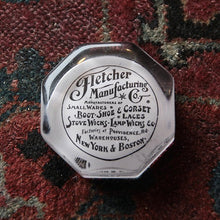 Fletcher
Manufacturing
Co.
Manufacturers of
Small Wares & Corset
Boot Shoe & Laces
Stove Wicks, Lamp Wicks &c
Factories at Providence, R.I.
Warehouses,
New York & Boston.